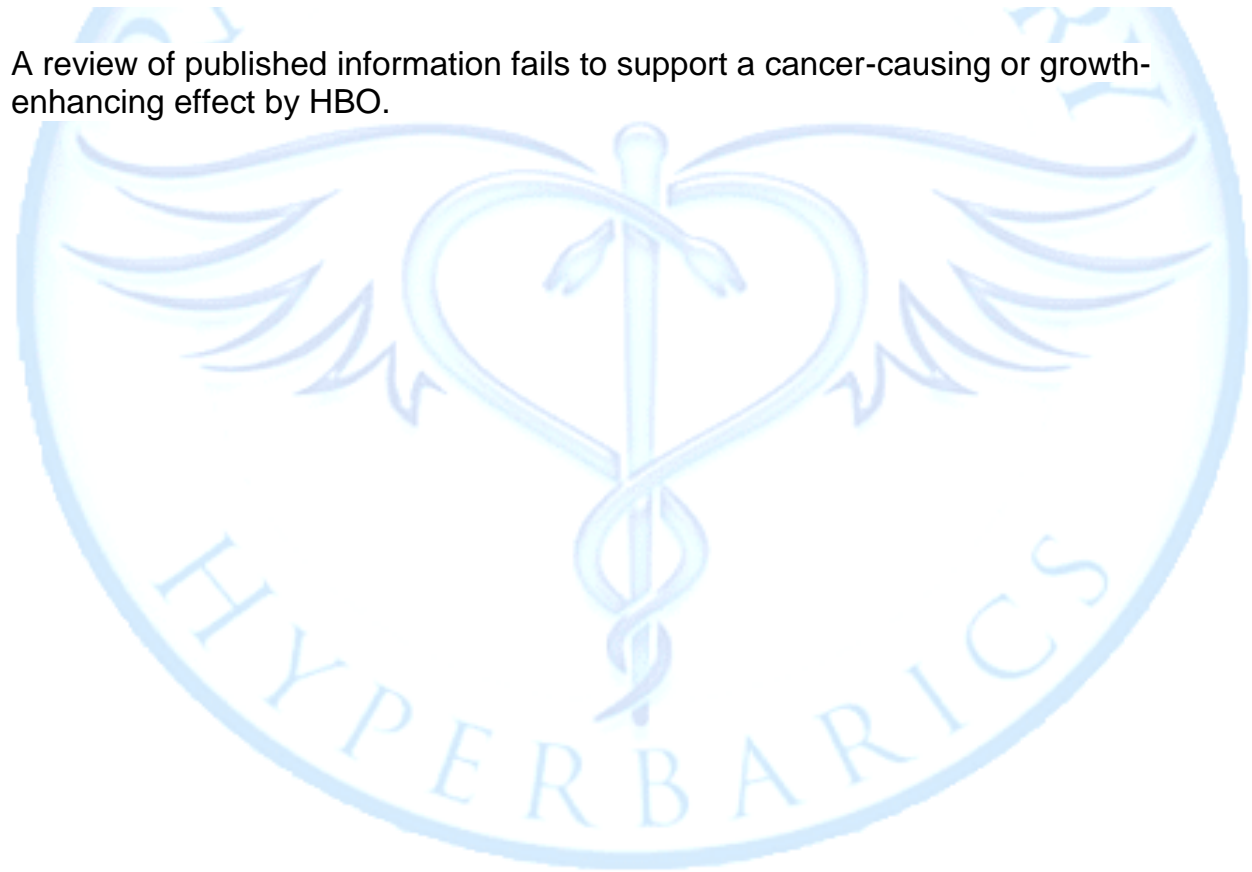 A review of published information fails to support a cancer-causing or growth-
enhancing effect by HBO.
HYPERBARICS